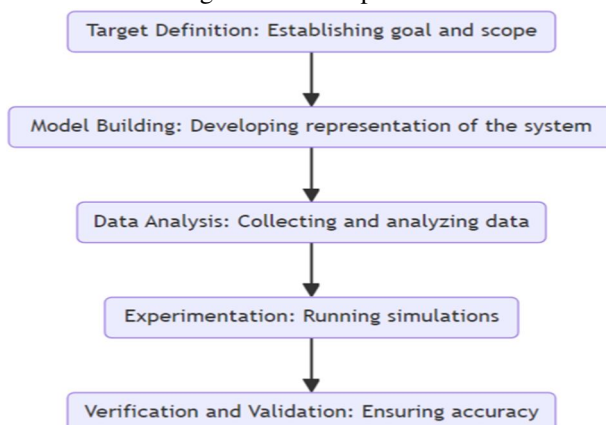 Target Definition: Establishing goal and scope
Model Building: Developing representation of the system
Data Analysis: Collecting and analyzing data
Experimentation: Running simulations
Verification and Validation: Ensuring accuracy